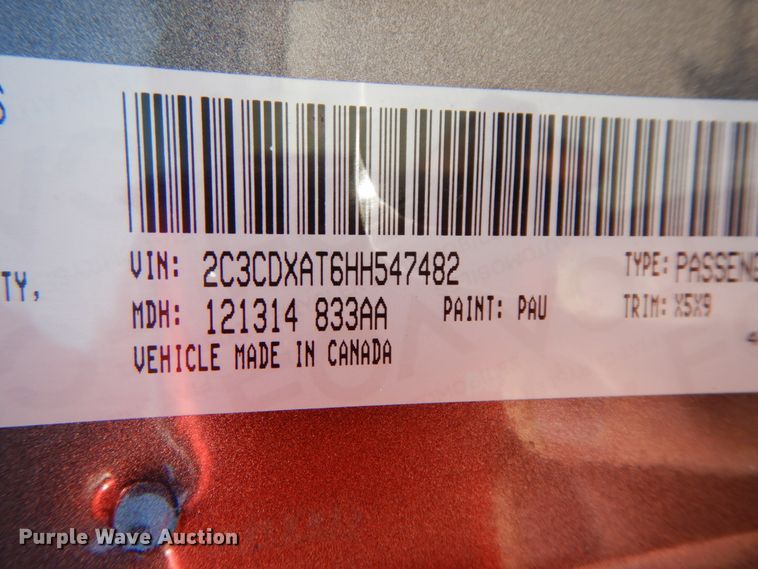 VIN: 2C3CDXAT6HH547482 TYPE: PASSENG
MDH: 121314 833AA PAINT: PAU TRIM: X5X9
TY,
VEHICLE MADE IN CANADA
Purple Wave Auction